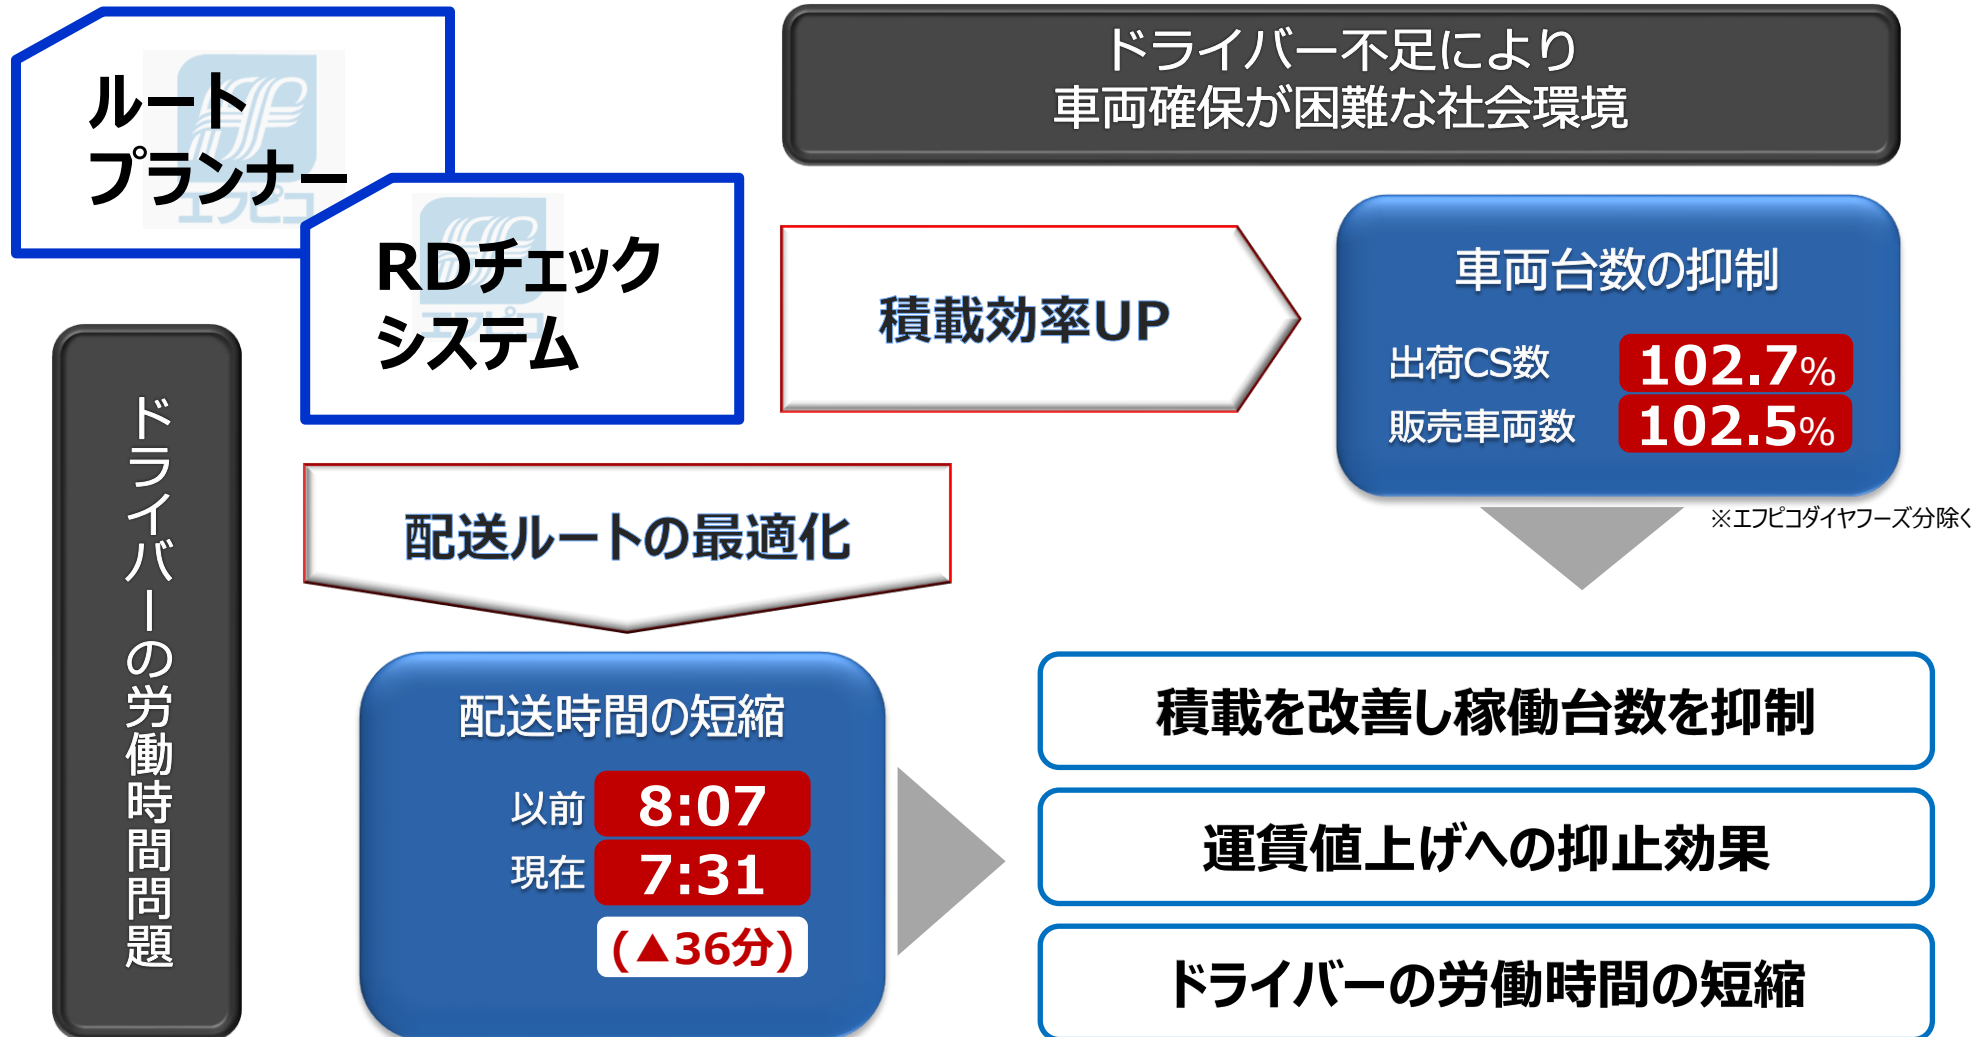 ルート
プランナー
エフピコ
RDチェック
システム
エフピコ
ドライバー不足により
車両確保が困難な社会環境
積載効率UP
車両台数の抑制
出荷CS数 102.7%
販売車両数 102.5%
※エフピコダイヤフーズ分除く
ドライバーの労働時間問題
配送ルートの最適化
配送時間の短縮
以前 8:07
現在 7:31
(▲36分)
積載を改善し稼働台数を抑制
運賃値上げへの抑止効果
ドライバーの労働時間の短縮